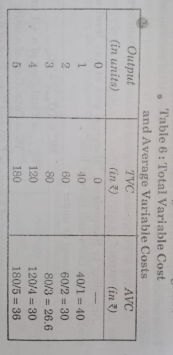 Table 6 : Total Variable Cost
and Average Variable Costs
Output (in units) TVC (in ₹) AVC (in ₹)
0 0 —
1 40 40/1 = 40
2 60 60/2 = 30
3 80 80/3 = 26.6
4 120 120/4 = 30
5 180 180/5 = 36